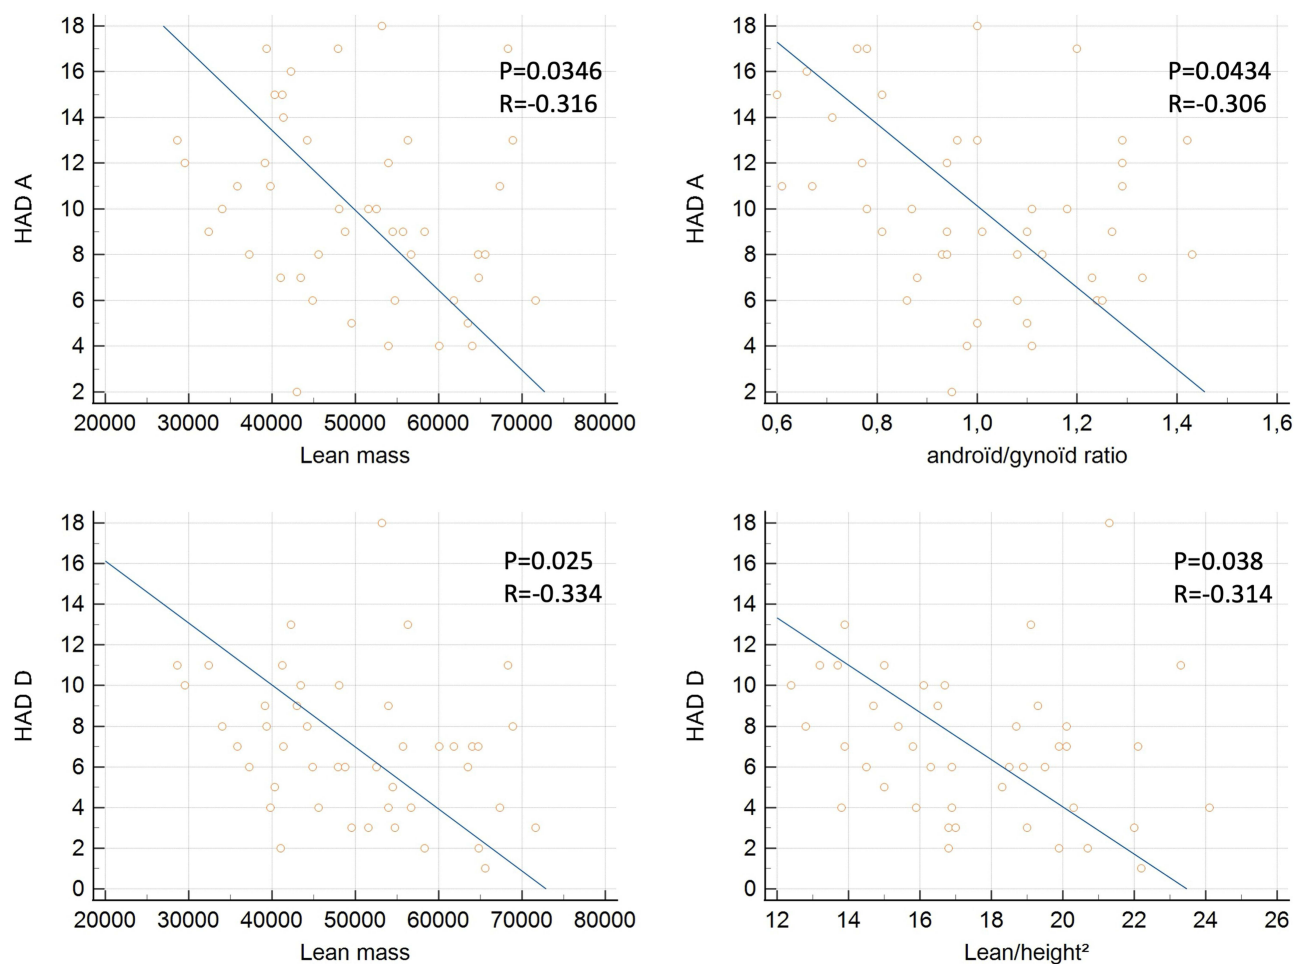 18
16
14
12
10
8
6
4
2
HAD A
P=0.0346
R=-0.316
20000 30000 40000 50000 60000 70000 80000
Lean mass
18
16
14
12
10
8
6
4
2
HAD A
P=0.0434
R=-0.306
0,6 0,8 1,0 1,2 1,4 1,6
androïd/gynoïd ratio
18
16
14
12
10
8
6
4
2
0
HAD D
P=0.025
R=-0.334
20000 30000 40000 50000 60000 70000 80000
Lean mass
18
16
14
12
10
8
6
4
2
0
HAD D
P=0.038
R=-0.314
12 14 16 18 20 22 24 26
Lean/height²